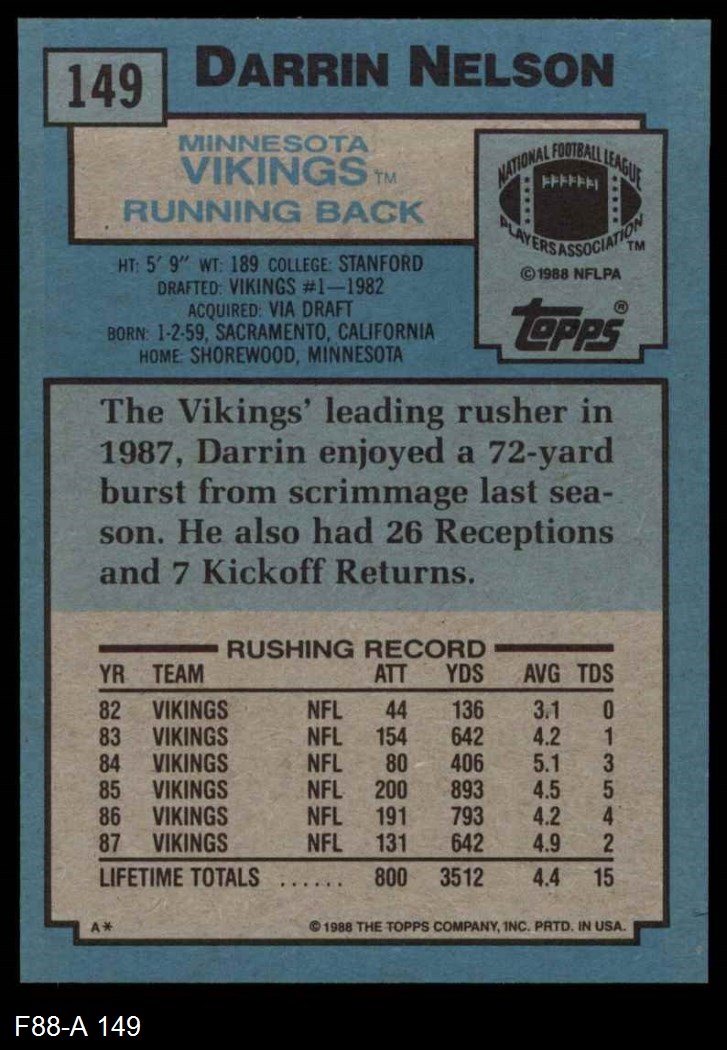 149
DARRIN NELSON
MINNESOTA
VIKINGS TM
RUNNING BACK
NATIONAL FOOTBALL LEAGUE
PLAYERS ASSOCIATION TM
© 1988 NFLPA
TOPPS®
HT: 5' 9" WT: 189 COLLEGE: STANFORD
DRAFTED: VIKINGS #1—1982
ACQUIRED: VIA DRAFT
BORN: 1-2-59, SACRAMENTO, CALIFORNIA
HOME: SHOREWOOD, MINNESOTA
The Vikings' leading rusher in
1987, Darrin enjoyed a 72-yard
burst from scrimmage last sea-
son. He also had 26 Receptions
and 7 Kickoff Returns.
RUSHING RECORD
YR TEAM ATT YDS AVG TDS
82 VIKINGS NFL 44 136 3.1 0
83 VIKINGS NFL 154 642 4.2 1
84 VIKINGS NFL 80 406 5.1 3
85 VIKINGS NFL 200 893 4.5 5
86 VIKINGS NFL 191 793 4.2 4
87 VIKINGS NFL 131 642 4.9 2
LIFETIME TOTALS ...... 800 3512 4.4 15
A* © 1988 THE TOPPS COMPANY, INC. PRTD. IN USA.
F88-A 149